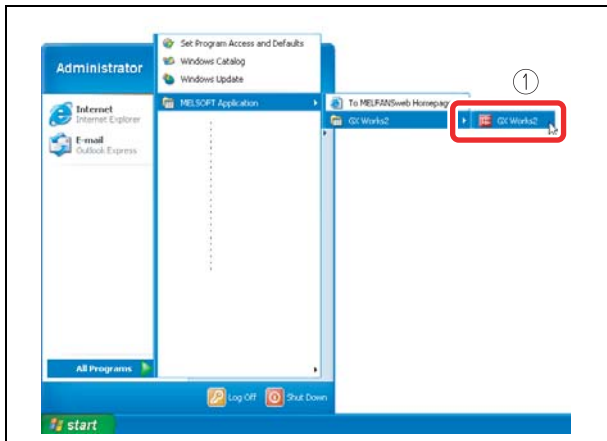 Administrator
Internet
Internet Explorer
E-mail
Outlook Express
All Programs
Set Program Access and Defaults
Windows Catalog
Windows Update
MELSOFT Application
To MELFANSweb Homepage
GX Works2
①
GX Works2
Log Off
Shut Down
start